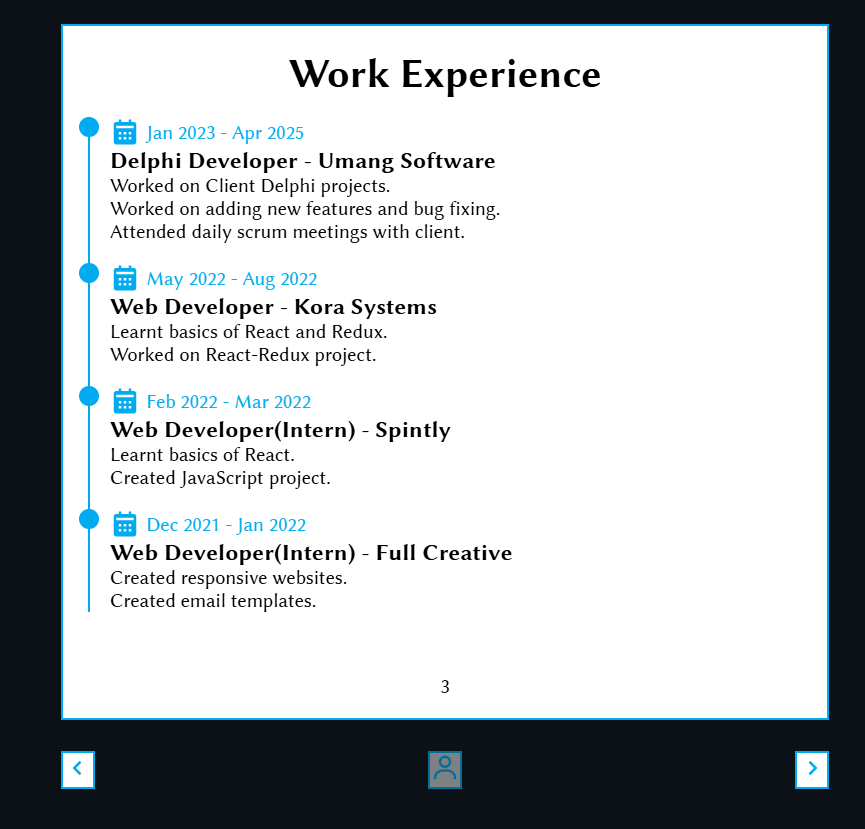 Work Experience
Jan 2023 - Apr 2025
Delphi Developer - Umang Software
Worked on Client Delphi projects.
Worked on adding new features and bug fixing.
Attended daily scrum meetings with client.
May 2022 - Aug 2022
Web Developer - Kora Systems
Learnt basics of React and Redux.
Worked on React-Redux project.
Feb 2022 - Mar 2022
Web Developer(Intern) - Spintly
Learnt basics of React.
Created JavaScript project.
Dec 2021 - Jan 2022
Web Developer(Intern) - Full Creative
Created responsive websites.
Created email templates.
3